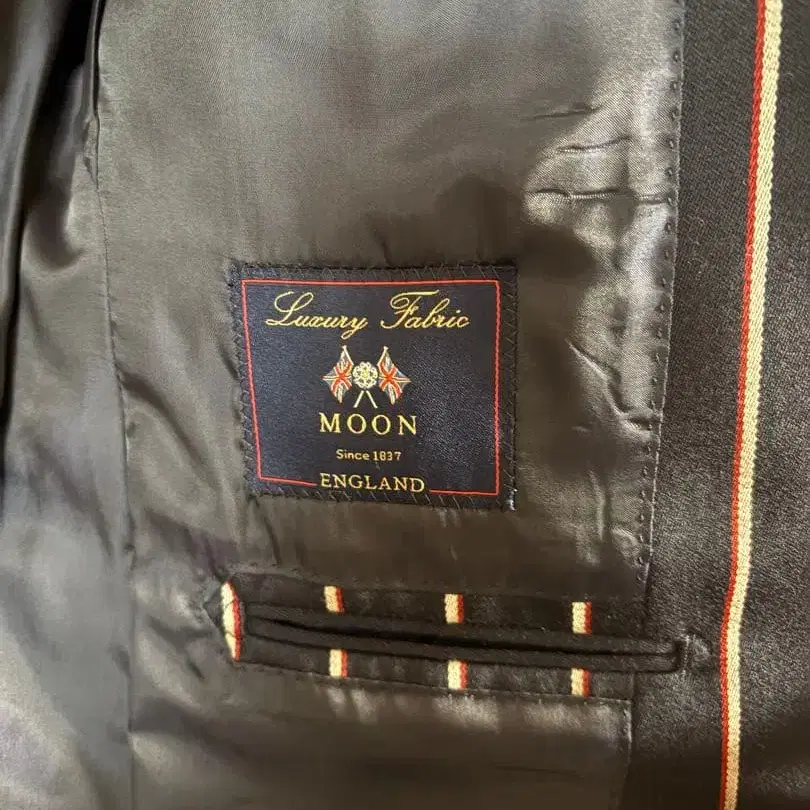 Luxury Fabric
MOON
Since 1837
ENGLAND